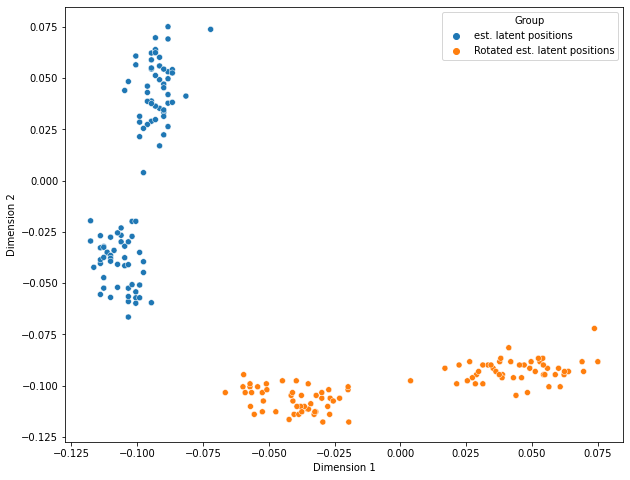 Group
est. latent positions
Rotated est. latent positions
0.075
0.050
0.025
0.000
−0.025
−0.050
−0.075
−0.100
−0.125
Dimension 2
−0.125 −0.100 −0.075 −0.050 −0.025 0.000 0.025 0.050 0.075
Dimension 1